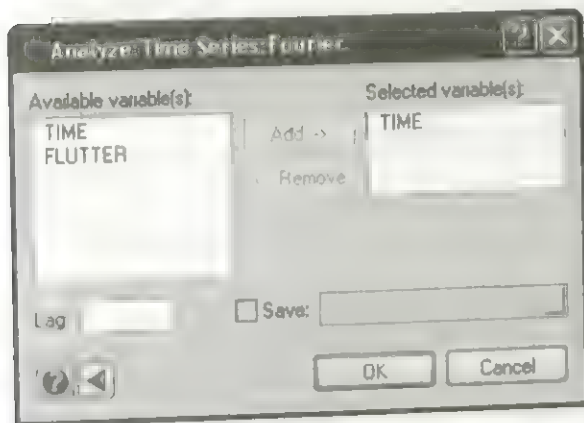 Analyze:Time Series:Fourier
Available variable(s):
TIME
FLUTTER
Add ->
Remove
Selected variable(s):
TIME
Lag
Save:
OK
Cancel